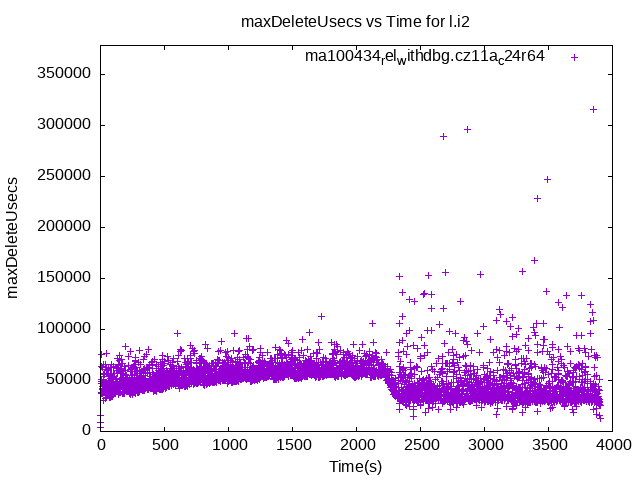 maxDeleteUsecs vs Time for l.i2
ma100434relwithdbg.cz11ac24r64
350000
300000
250000
200000
150000
100000
50000
0
maxDeleteUsecs
0 500 1000 1500 2000 2500 3000 3500 4000
Time(s)